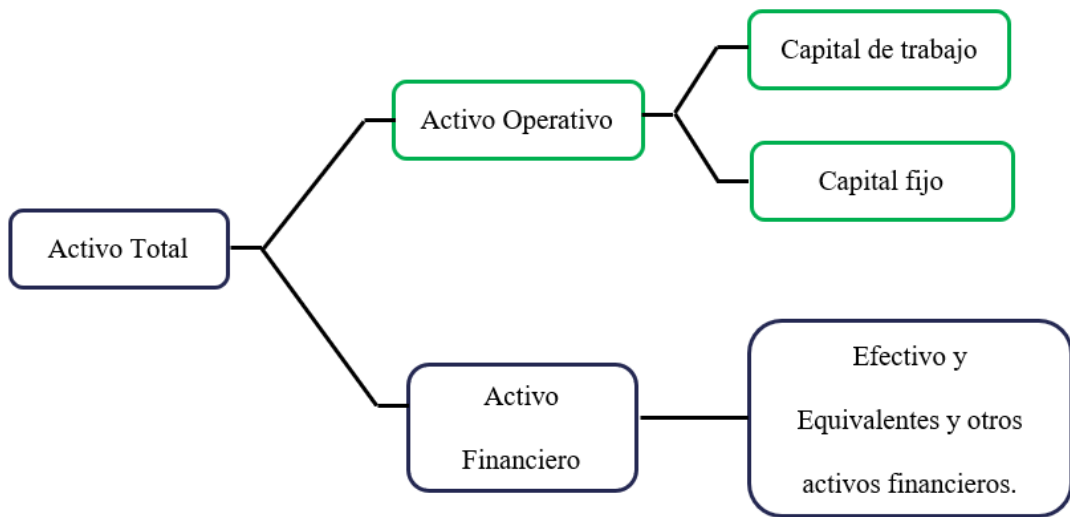 Capital de trabajo
Activo Operativo
Capital fijo
Activo Total
Activo
Financiero
Efectivo y
Equivalentes y otros
activos financieros.